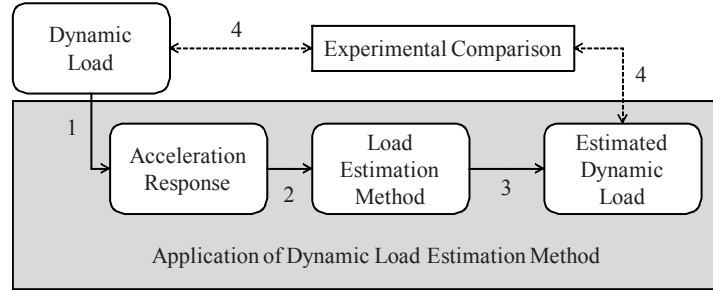 Dynamic
Load
4
Experimental Comparison
4
1
Acceleration
Response
2
Load
Estimation
Method
3
Estimated
Dynamic
Load
Application of Dynamic Load Estimation Method